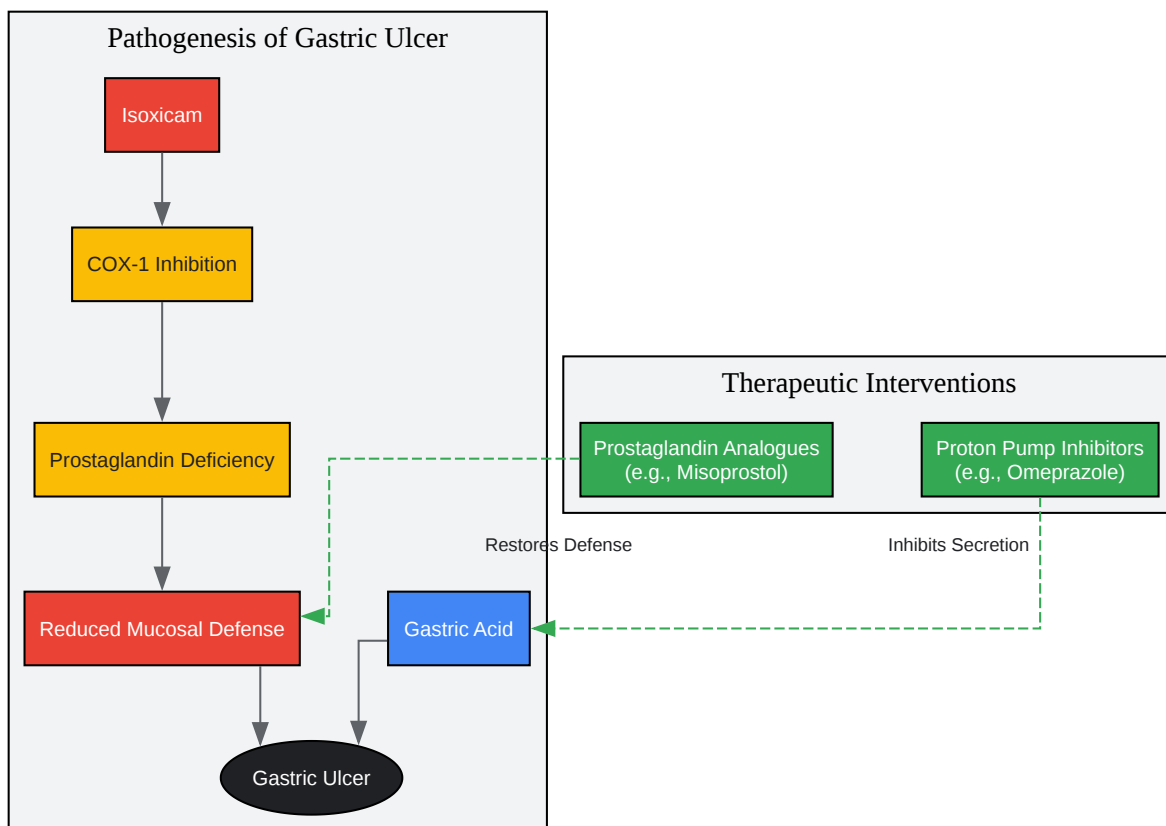 Pathogenesis of Gastric Ulcer
Isoxicam
COX-1 Inhibition
Prostaglandin Deficiency
Reduced Mucosal Defense
Gastric Acid
Gastric Ulcer
Therapeutic Interventions
Prostaglandin Analogues
(e.g., Misoprostol)
Proton Pump Inhibitors
(e.g., Omeprazole)
Restores Defense
Inhibits Secretion